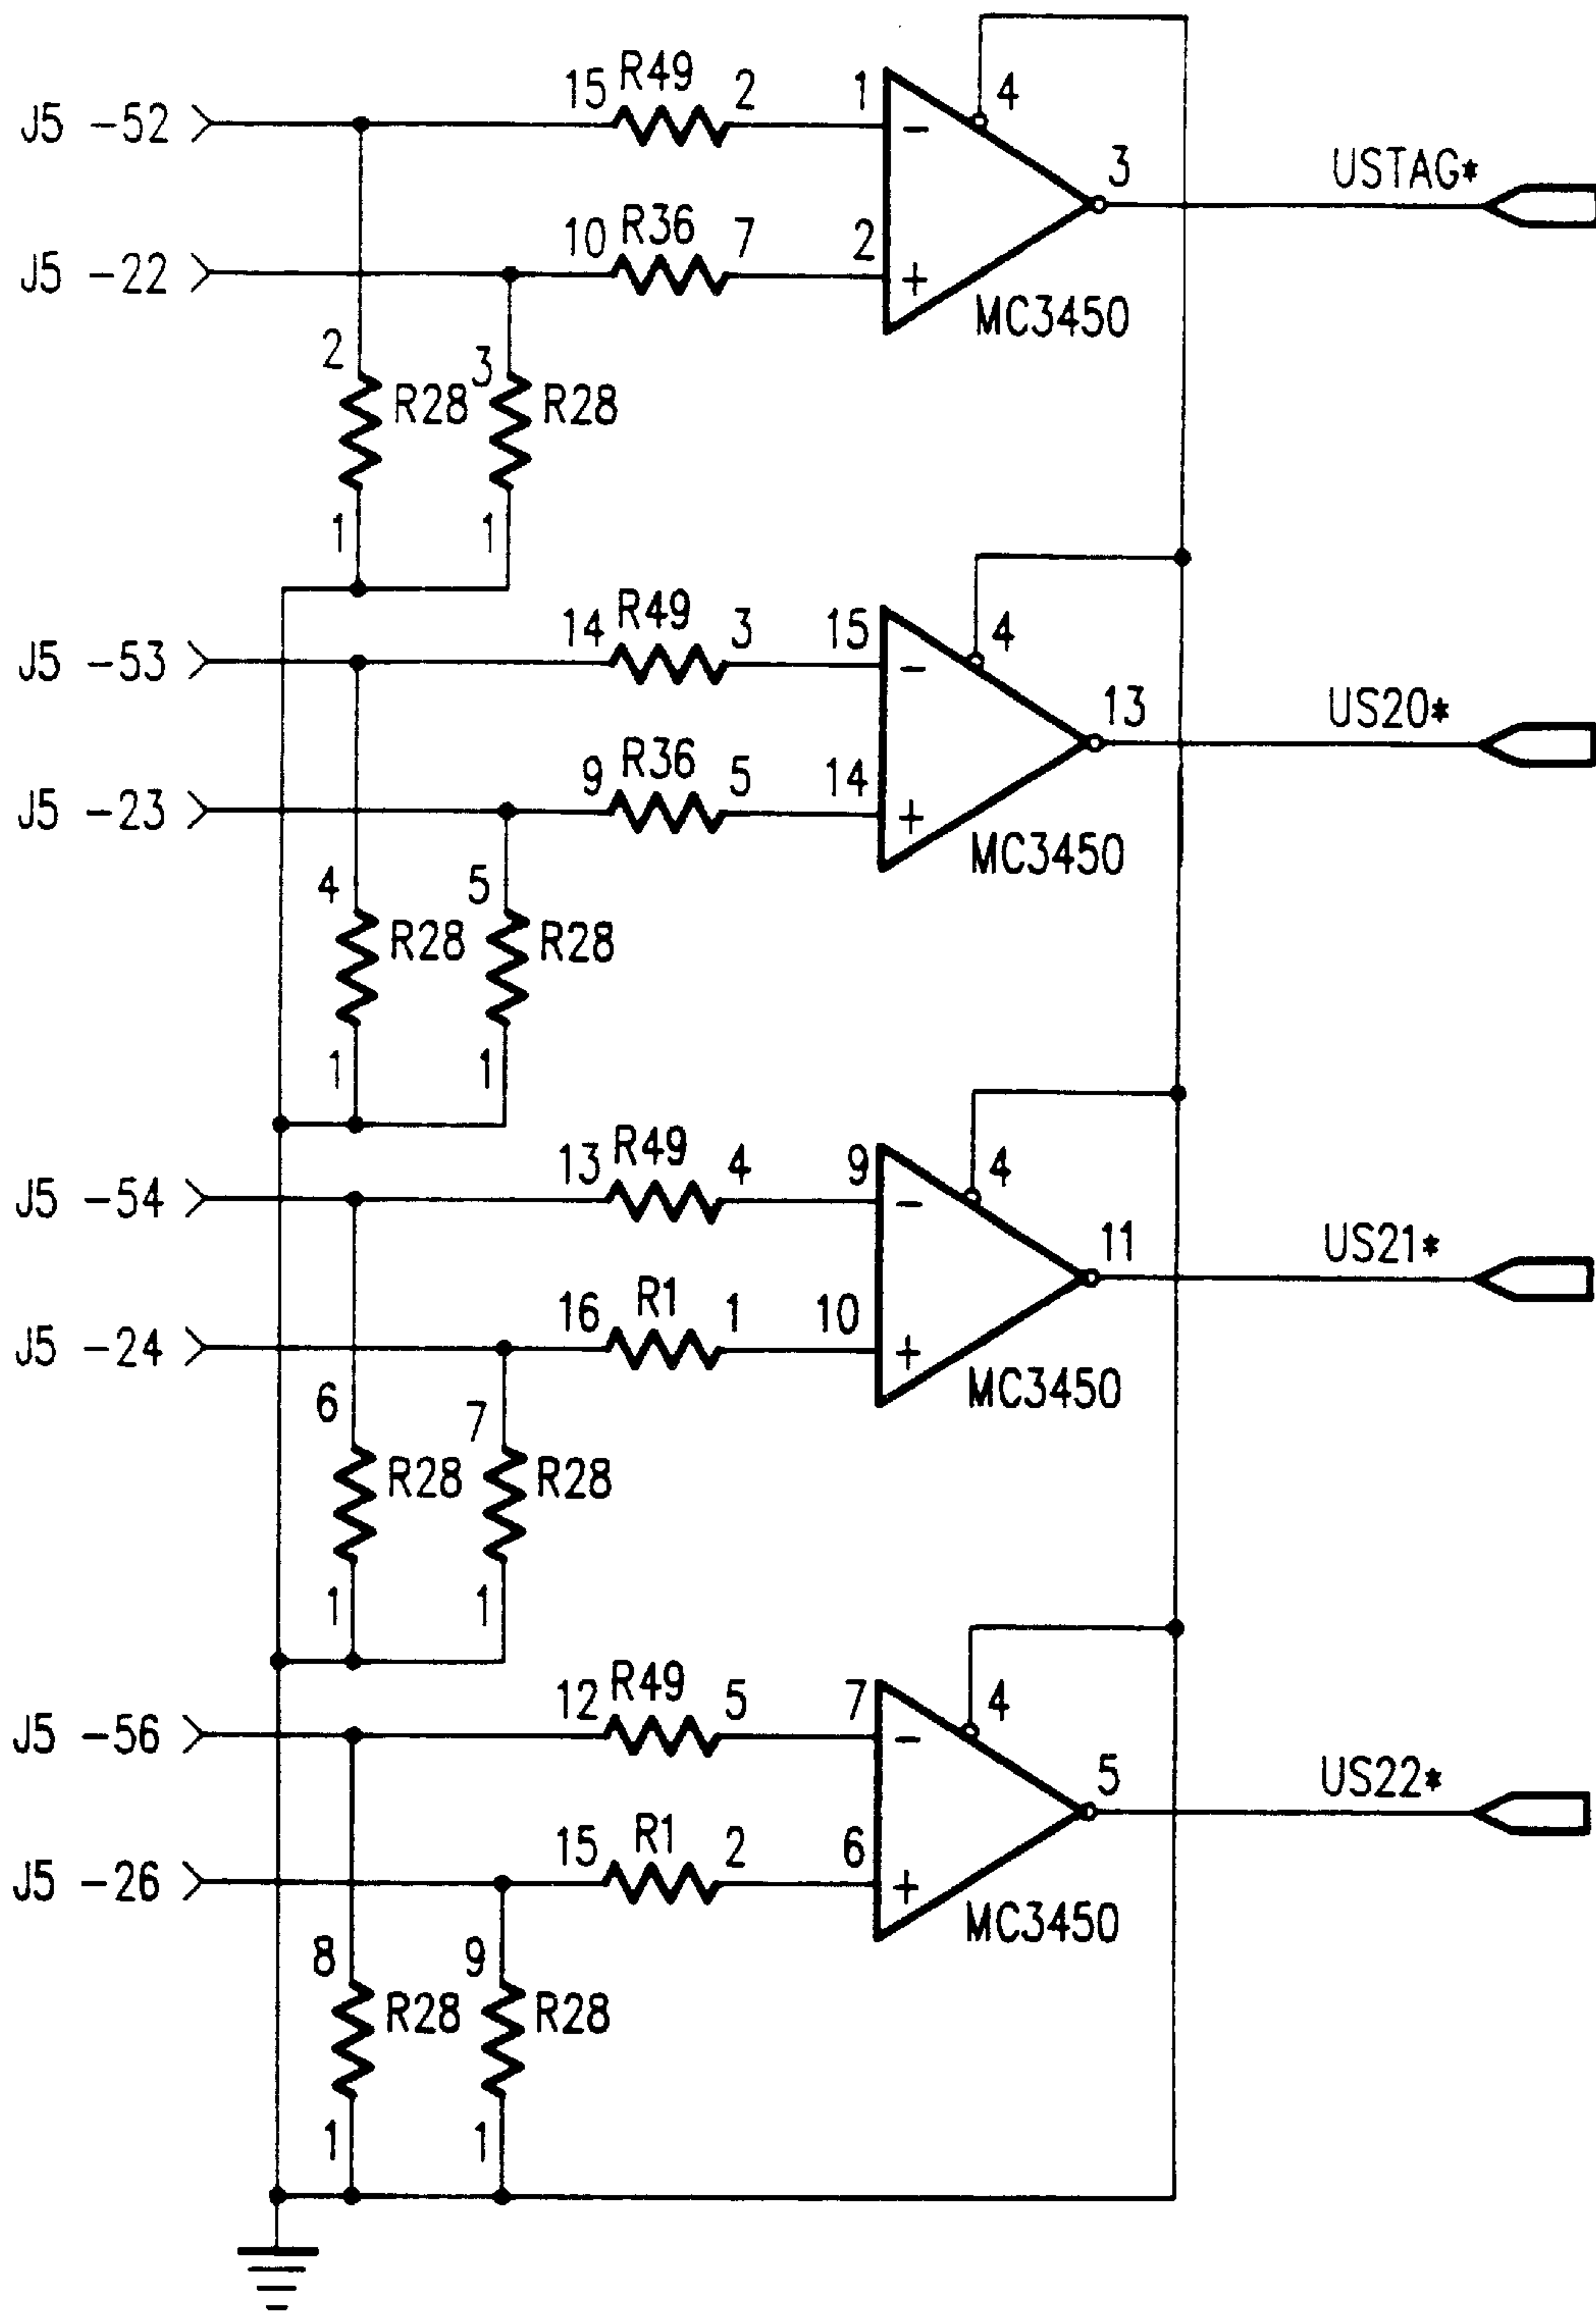 R49
15 2 1 4
J5 -52
− 3 USTAG*
R36
10 7 2
J5 -22
+
MC3450
2 3
R28 R28
1 1
R49
14 3 15 4
J5 -53
− 13 US20*
R36
9 5 14
J5 -23
+
MC3450
4 5
R28 R28
1 1
R49
13 4 9 4
J5 -54
− 11 US21*
R1
16 1 10
J5 -24
+
MC3450
6 7
R28 R28
1 1
R49
12 5 7 4
J5 -56
− 5 US22*
R1
15 2 6
J5 -26
+
MC3450
8 9
R28 R28
1 1